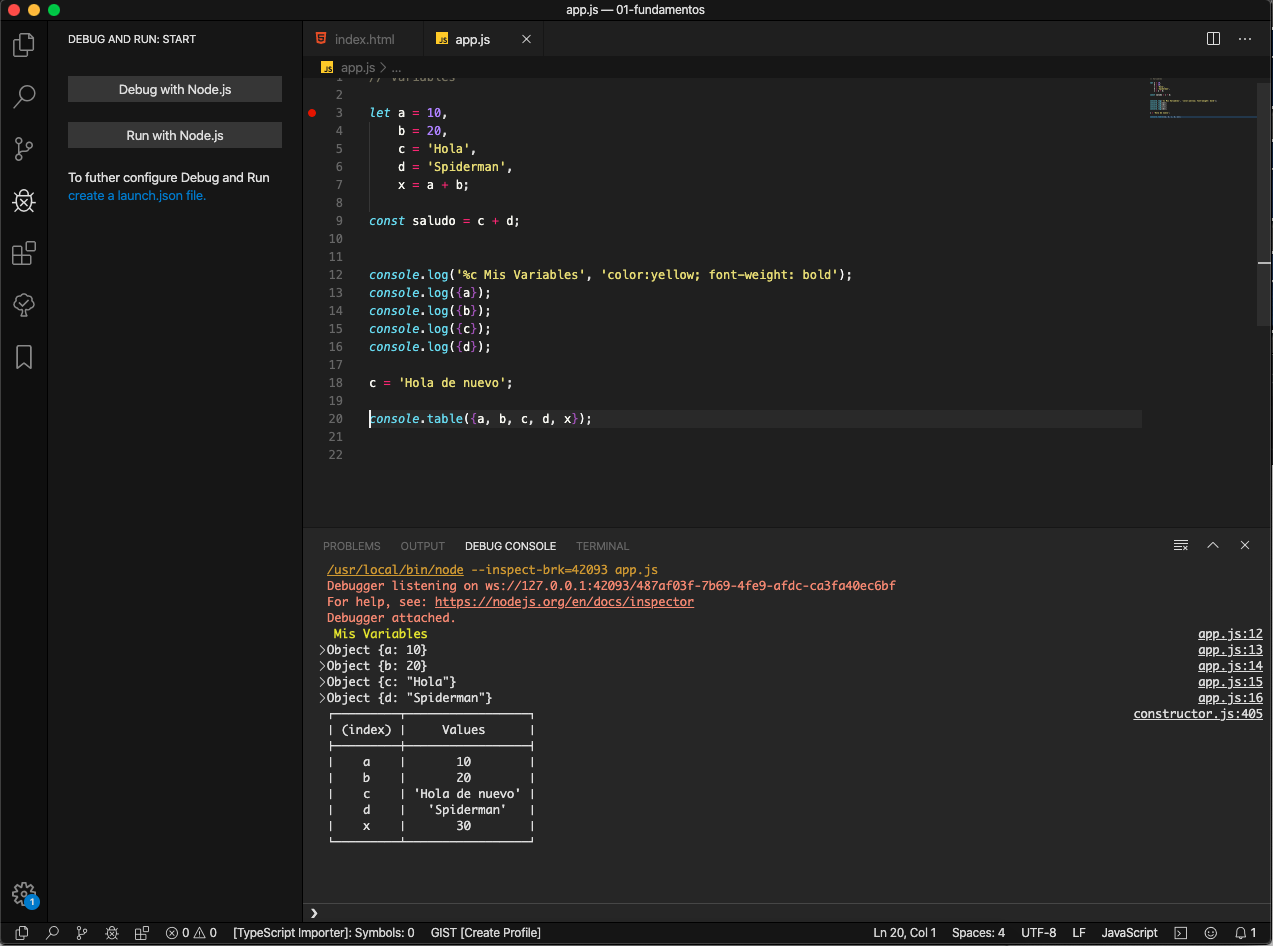 app.js — 01-fundamentos
DEBUG AND RUN: START
Debug with Node.js
Run with Node.js
To futher configure Debug and Run
create a launch.json file.
index.html
JS app.js
JS app.js > ...
1 // Variables
2
3 let a = 10,
4 b = 20,
5 c = 'Hola',
6 d = 'Spiderman',
7 x = a + b;
8
9 const saludo = c + d;
10
11
12 console.log('%c Mis Variables', 'color:yellow; font-weight: bold');
13 console.log({a});
14 console.log({b});
15 console.log({c});
16 console.log({d});
17
18 c = 'Hola de nuevo';
19
20 console.table({a, b, c, d, x});
21
22
PROBLEMS OUTPUT DEBUG CONSOLE TERMINAL
/usr/local/bin/node --inspect-brk=42093 app.js
Debugger listening on ws://127.0.0.1:42093/487af03f-7b69-4fe9-afdc-ca3fa40ec6bf
For help, see: https://nodejs.org/en/docs/inspector
Debugger attached.
Mis Variables app.js:12
>Object {a: 10} app.js:13
>Object {b: 20} app.js:14
>Object {c: "Hola"} app.js:15
>Object {d: "Spiderman"} app.js:16
constructor.js:405
(index) Values
a 10
b 20
c 'Hola de nuevo'
d 'Spiderman'
x 30
1
0 0 [TypeScript Importer]: Symbols: 0 GIST [Create Profile] Ln 20, Col 1 Spaces: 4 UTF-8 LF JavaScript 1